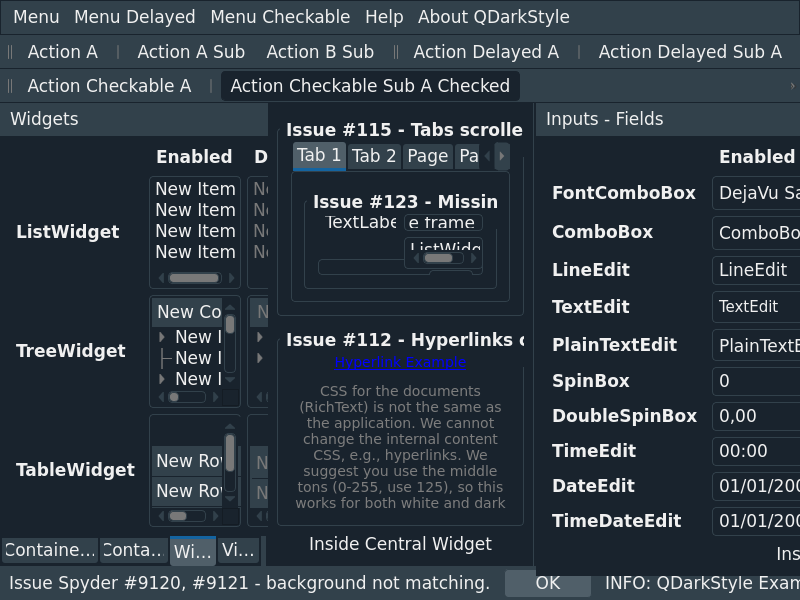 Menu Menu Delayed Menu Checkable Help About QDarkStyle
Action A Action A Sub Action B Sub Action Delayed A Action Delayed Sub A
Action Checkable A Action Checkable Sub A Checked
Widgets
Enabled D
ListWidget
New Item
New Item
New Item
New Item
TreeWidget
New Co
New I
New I
New I
TableWidget
New Ro
New Ro
Containe... Conta... Wi... Vi...
Issue #115 - Tabs scrolle
Tab 1 Tab 2 Page Pa
Issue #123 - Missin
TextLabe e frame
ListWidg
Issue #112 - Hyperlinks
Hyperlink Example
CSS for the documents
(RichText) is not the same as
the application. We cannot
change the internal content
CSS, e.g., hyperlinks. We
suggest you use the middle
tons (0-255, use 125), so this
works for both white and dark
Inside Central Widget
Inputs - Fields
Enabled
FontComboBox DejaVu Sa
ComboBox ComboBo
LineEdit LineEdit
TextEdit TextEdit
PlainTextEdit PlainTextE
SpinBox 0
DoubleSpinBox 0,00
TimeEdit 00:00
DateEdit 01/01/200
TimeDateEdit 01/01/200
Ins
Issue Spyder #9120, #9121 - background not matching. OK INFO: QDarkStyle Exam